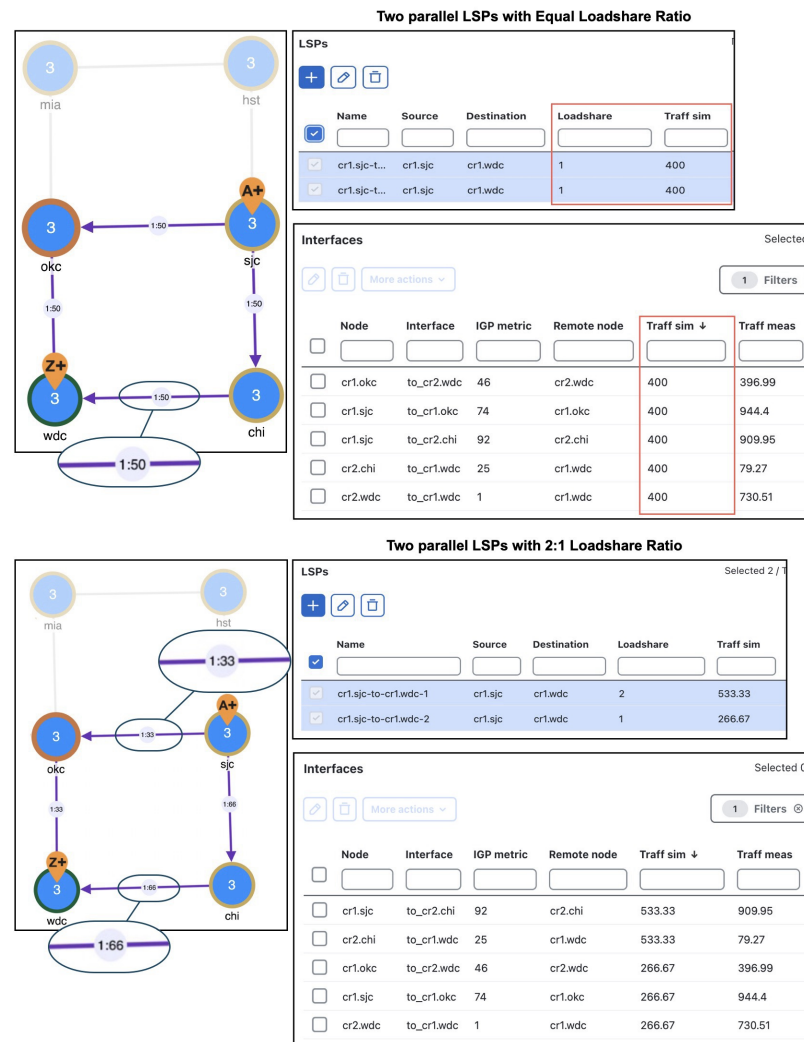 Two parallel LSPs with Equal Loadshare Ratio
3
mia
3
hst
A+
3
okc
1:50
3
sjc
1:50
1:50
Z+
3
wdc
1:50
3
chi
1:50
LSPs
Name Source Destination Loadshare Traff sim
cr1.sjc-t... cr1.sjc cr1.wdc 1 400
cr1.sjc-t... cr1.sjc cr1.wdc 1 400
Interfaces Selected
More actions 1 Filters
Node Interface IGP metric Remote node Traff sim ↓ Traff meas
cr1.okc to_cr2.wdc 46 cr2.wdc 400 396.99
cr1.sjc to_cr1.okc 74 cr1.okc 400 944.4
cr1.sjc to_cr2.chi 92 cr2.chi 400 909.95
cr2.chi to_cr1.wdc 25 cr1.wdc 400 79.27
cr2.wdc to_cr1.wdc 1 cr1.wdc 400 730.51
Two parallel LSPs with 2:1 Loadshare Ratio
3
mia
3
hst
1:33
A+
3
okc
1:33
3
sjc
1:33
1:66
Z+
3
wdc
1:66
3
chi
1:66
LSPs Selected 2 / T
Name Source Destination Loadshare Traff sim
cr1.sjc-to-cr1.wdc-1 cr1.sjc cr1.wdc 2 533.33
cr1.sjc-to-cr1.wdc-2 cr1.sjc cr1.wdc 1 266.67
Interfaces Selected 0
More actions 1 Filters
Node Interface IGP metric Remote node Traff sim ↓ Traff meas
cr1.sjc to_cr2.chi 92 cr2.chi 533.33 909.95
cr2.chi to_cr1.wdc 25 cr1.wdc 533.33 79.27
cr1.okc to_cr2.wdc 46 cr2.wdc 266.67 396.99
cr1.sjc to_cr1.okc 74 cr1.okc 266.67 944.4
cr2.wdc to_cr1.wdc 1 cr1.wdc 266.67 730.51